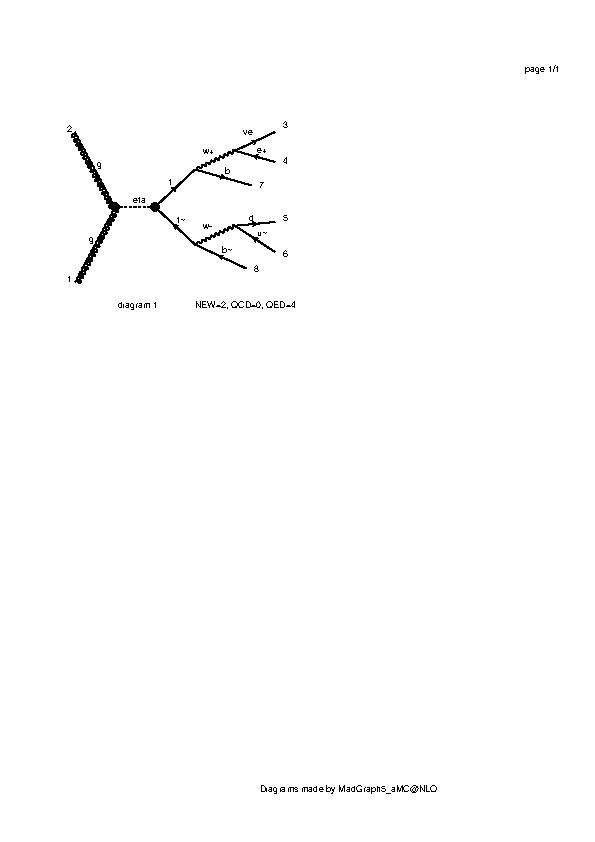 page 1/1
2
g
eta
g
1
t
w+
ve
3
e+
4
b
7
t~
w-
d
5
u~
6
b~
8
diagram 1 NEW=2, QCD=0, QED=4
Diagrams made by MadGraph5_aMC@NLO